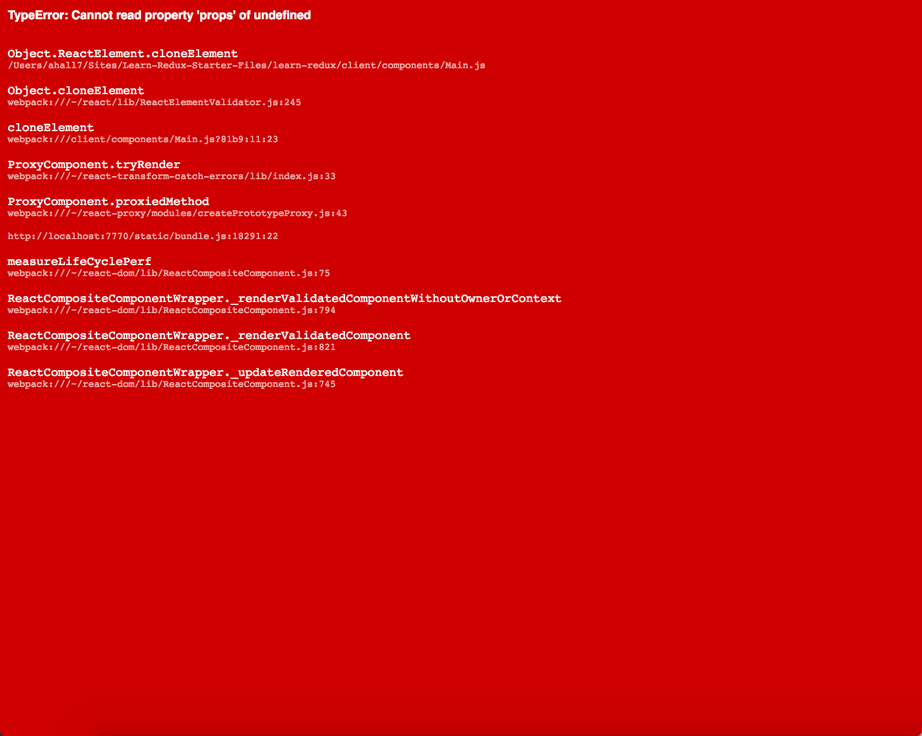 TypeError: Cannot read property 'props' of undefined
Object.ReactElement.cloneElement
/Users/ahall7/Sites/Learn-Redux-Starter-Files/learn-redux/client/components/Main.js
Object.cloneElement
webpack:///~/react/lib/ReactElementValidator.js:245
cloneElement
webpack:///client/components/Main.js?81b9:11:23
ProxyComponent.tryRender
webpack:///~/react-transform-catch-errors/lib/index.js:33
ProxyComponent.proxiedMethod
webpack:///~/react-proxy/modules/createPrototypeProxy.js:43
http://localhost:7770/static/bundle.js:18291:22
measureLifeCyclePerf
webpack:///~/react-dom/lib/ReactCompositeComponent.js:75
ReactCompositeComponentWrapper._renderValidatedComponentWithoutOwnerOrContext
webpack:///~/react-dom/lib/ReactCompositeComponent.js:794
ReactCompositeComponentWrapper._renderValidatedComponent
webpack:///~/react-dom/lib/ReactCompositeComponent.js:821
ReactCompositeComponentWrapper._updateRenderedComponent
webpack:///~/react-dom/lib/ReactCompositeComponent.js:745